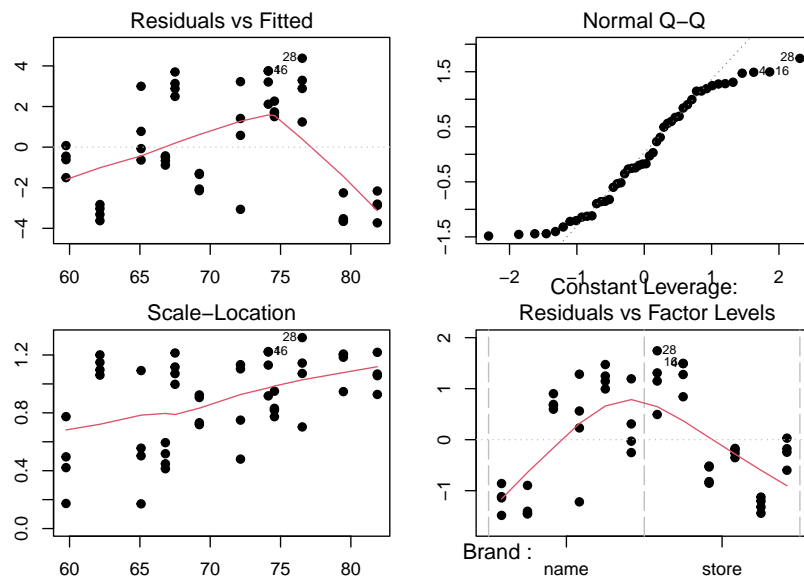 Residuals vs Fitted
28
46
4
2
0
−2
−4
60 65 70 75 80
Normal Q−Q
28
4 16
1.5
0.5
−0.5
−1.5
−2 −1 0 1 2
Scale−Location
28
46
1.2
0.8
0.4
0.0
60 65 70 75 80
Constant Leverage:
Residuals vs Factor Levels
28
16
2
1
0
−1
Brand :
name store